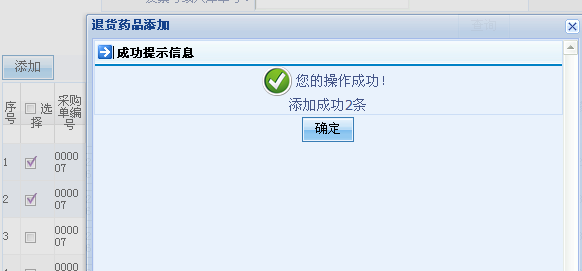 退货药品添加
成功提示信息
您的操作成功！
添加成功2条
确定
查询
添加
序号
选择
采购单编号
1
000007
2
000007
3
000007